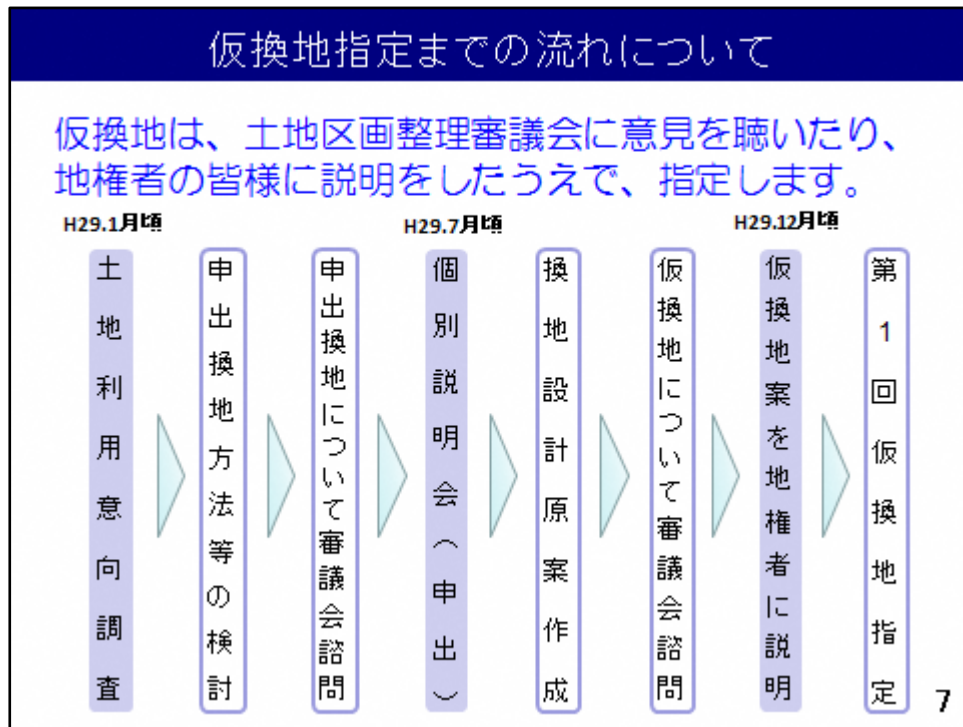 仮換地指定までの流れについて
仮換地は、土地区画整理審議会に意見を聴いたり、
地権者の皆様に説明をしたうえで、指定します。
H29.1月頃
H29.7月頃
H29.12月頃
土地利用意向調査
申出換地方法等の検討
申出換地について審議会諮問
個別説明会（申出）
換地設計原案作成
仮換地について審議会諮問
仮換地案を地権者に説明
第1回仮換地指定
7